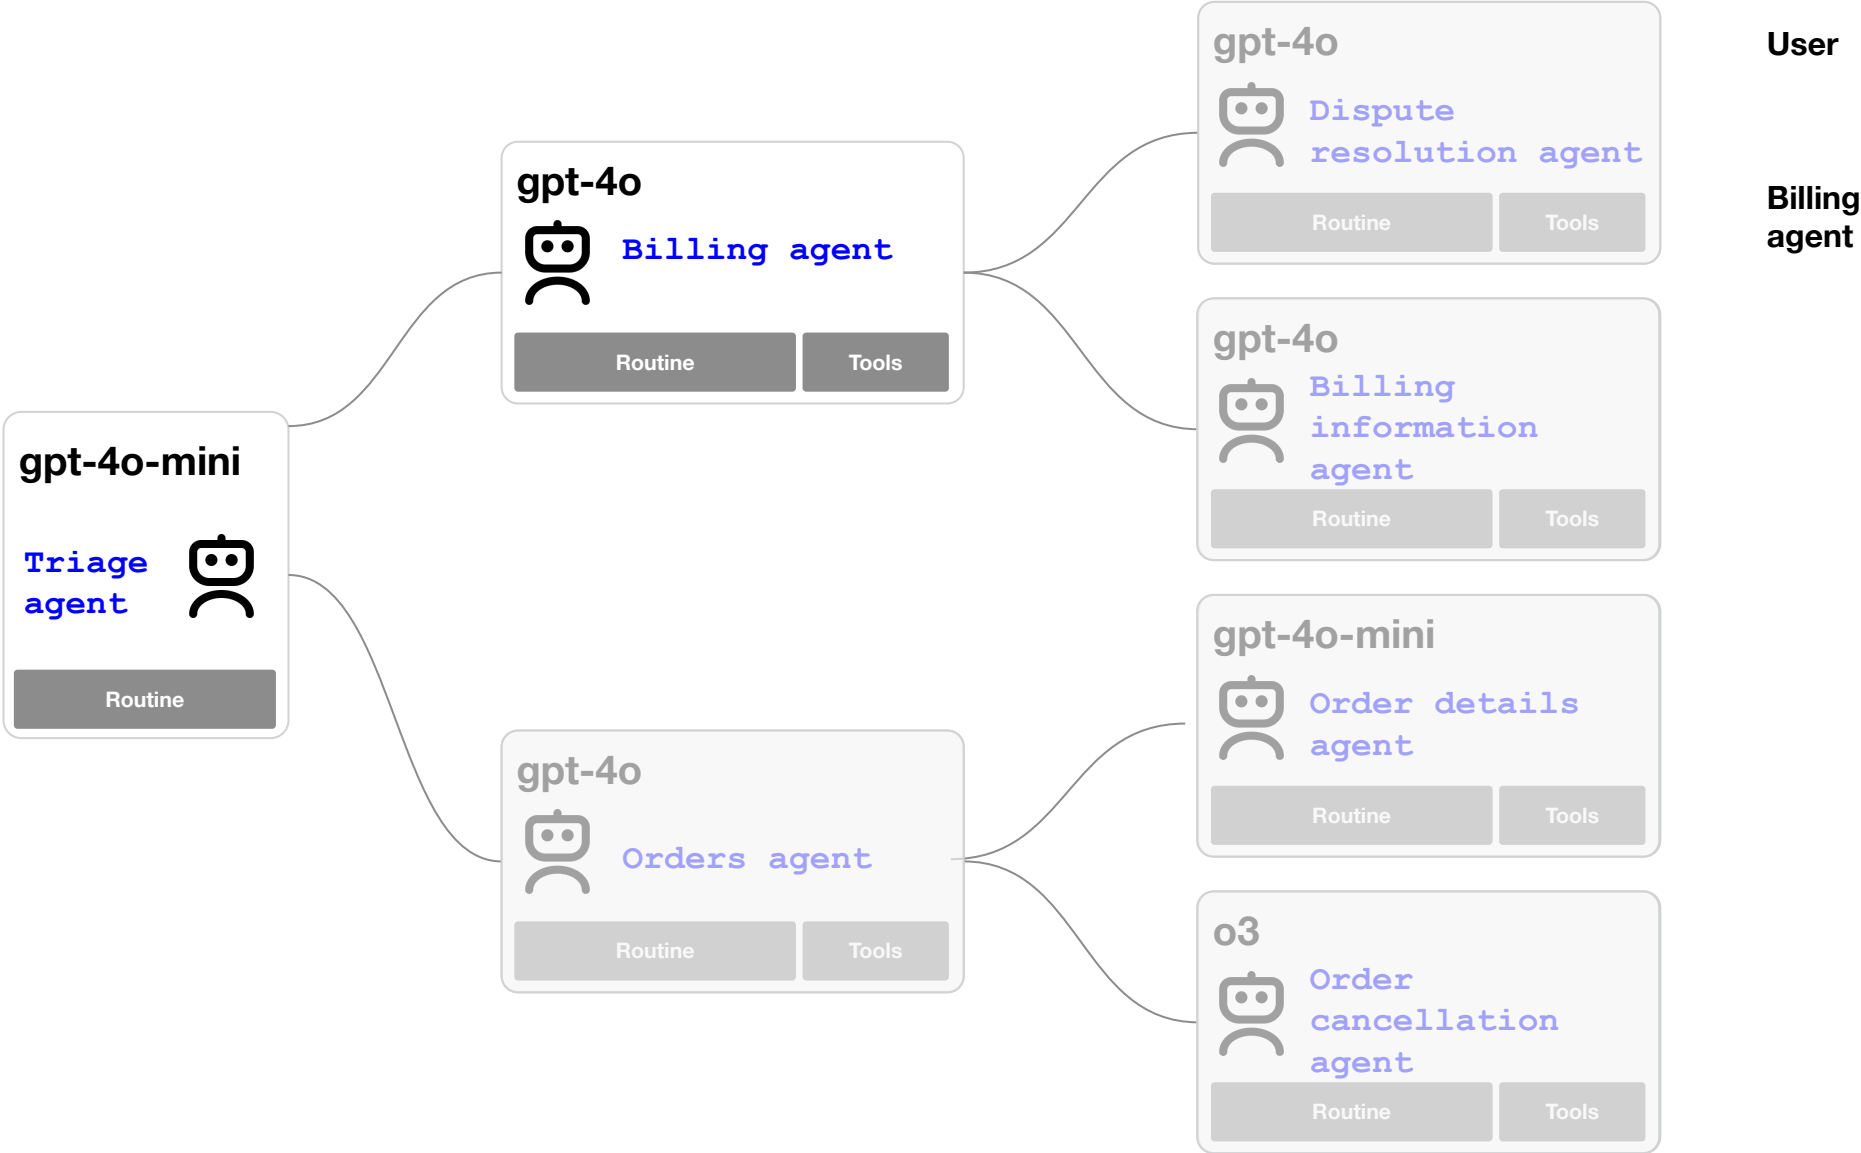 gpt-4o-mini
Triage
agent
Routine
gpt-4o
Billing agent
Routine
Tools
gpt-4o
Orders agent
Routine
Tools
gpt-4o
Dispute
resolution agent
Routine
Tools
gpt-4o
Billing
information
agent
Routine
Tools
gpt-4o-mini
Order details
agent
Routine
Tools
o3
Order
cancellation
agent
Routine
Tools
User
Billing
agent